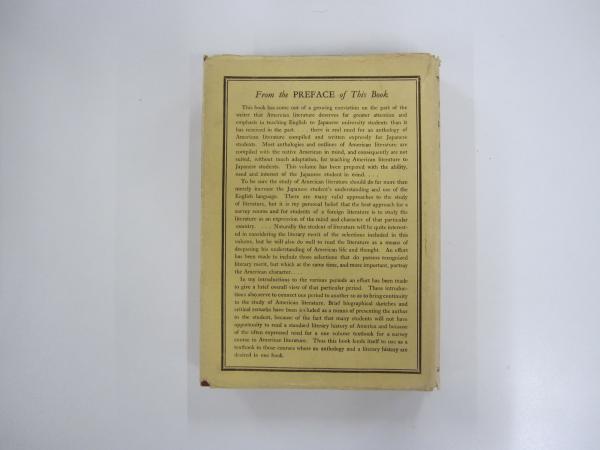 From the PREFACE of This Book
This book has come out of a growing conviction on the part of the
writer that American literature deserves far greater attention and
emphasis in teaching English to Japanese university students than it
has received in the past. . . . there is real need for an anthology of
American literature compiled and written expressly for Japanese
students. Most anthologies and outlines of American literature are
compiled with the native American in mind, and consequently are not
suited, without much adaptation, for teaching American literature to
Japanese students. This volume has been prepared with the ability,
need and interest of the Japanese student in mind. . . .
To be sure the study of American literature should do far more than
merely increase the Japanese student's understanding and use of the
English language. There are many valid approaches to the study
of literature, but it is my personal belief that the best approach for a
survey course and for students of a foreign literature is to study the
literature as an expression of the mind and character of that particular
country. . . . Naturally the student of literature will be quite interest-
ed in considering the literary merit of the selections included in this
volume, but he will also do well to read the literature as a means of
deepening his understanding of American life and thought. An effort
has been made to include those selections that do possess recognized
literary merit, but which at the same time, and more important, portray
the American character. . . .
In my introductions to the various periods an effort has been made
to give a brief overall view of that particular period. These introduc-
tions also serve to connect one period to another so as to bring continuity
to the study of American literature. Brief biographical sketches and
critical remarks have been included as a means of presenting the author
to the student, because of the fact that many students will not have
opportunity to read a standard literary history of America and because
of the often expressed need for a one volume textbook for a survey
course in American literature. Thus this book lends itself to use as a
textbook in those courses where an anthology and a literary history are
desired in one book.